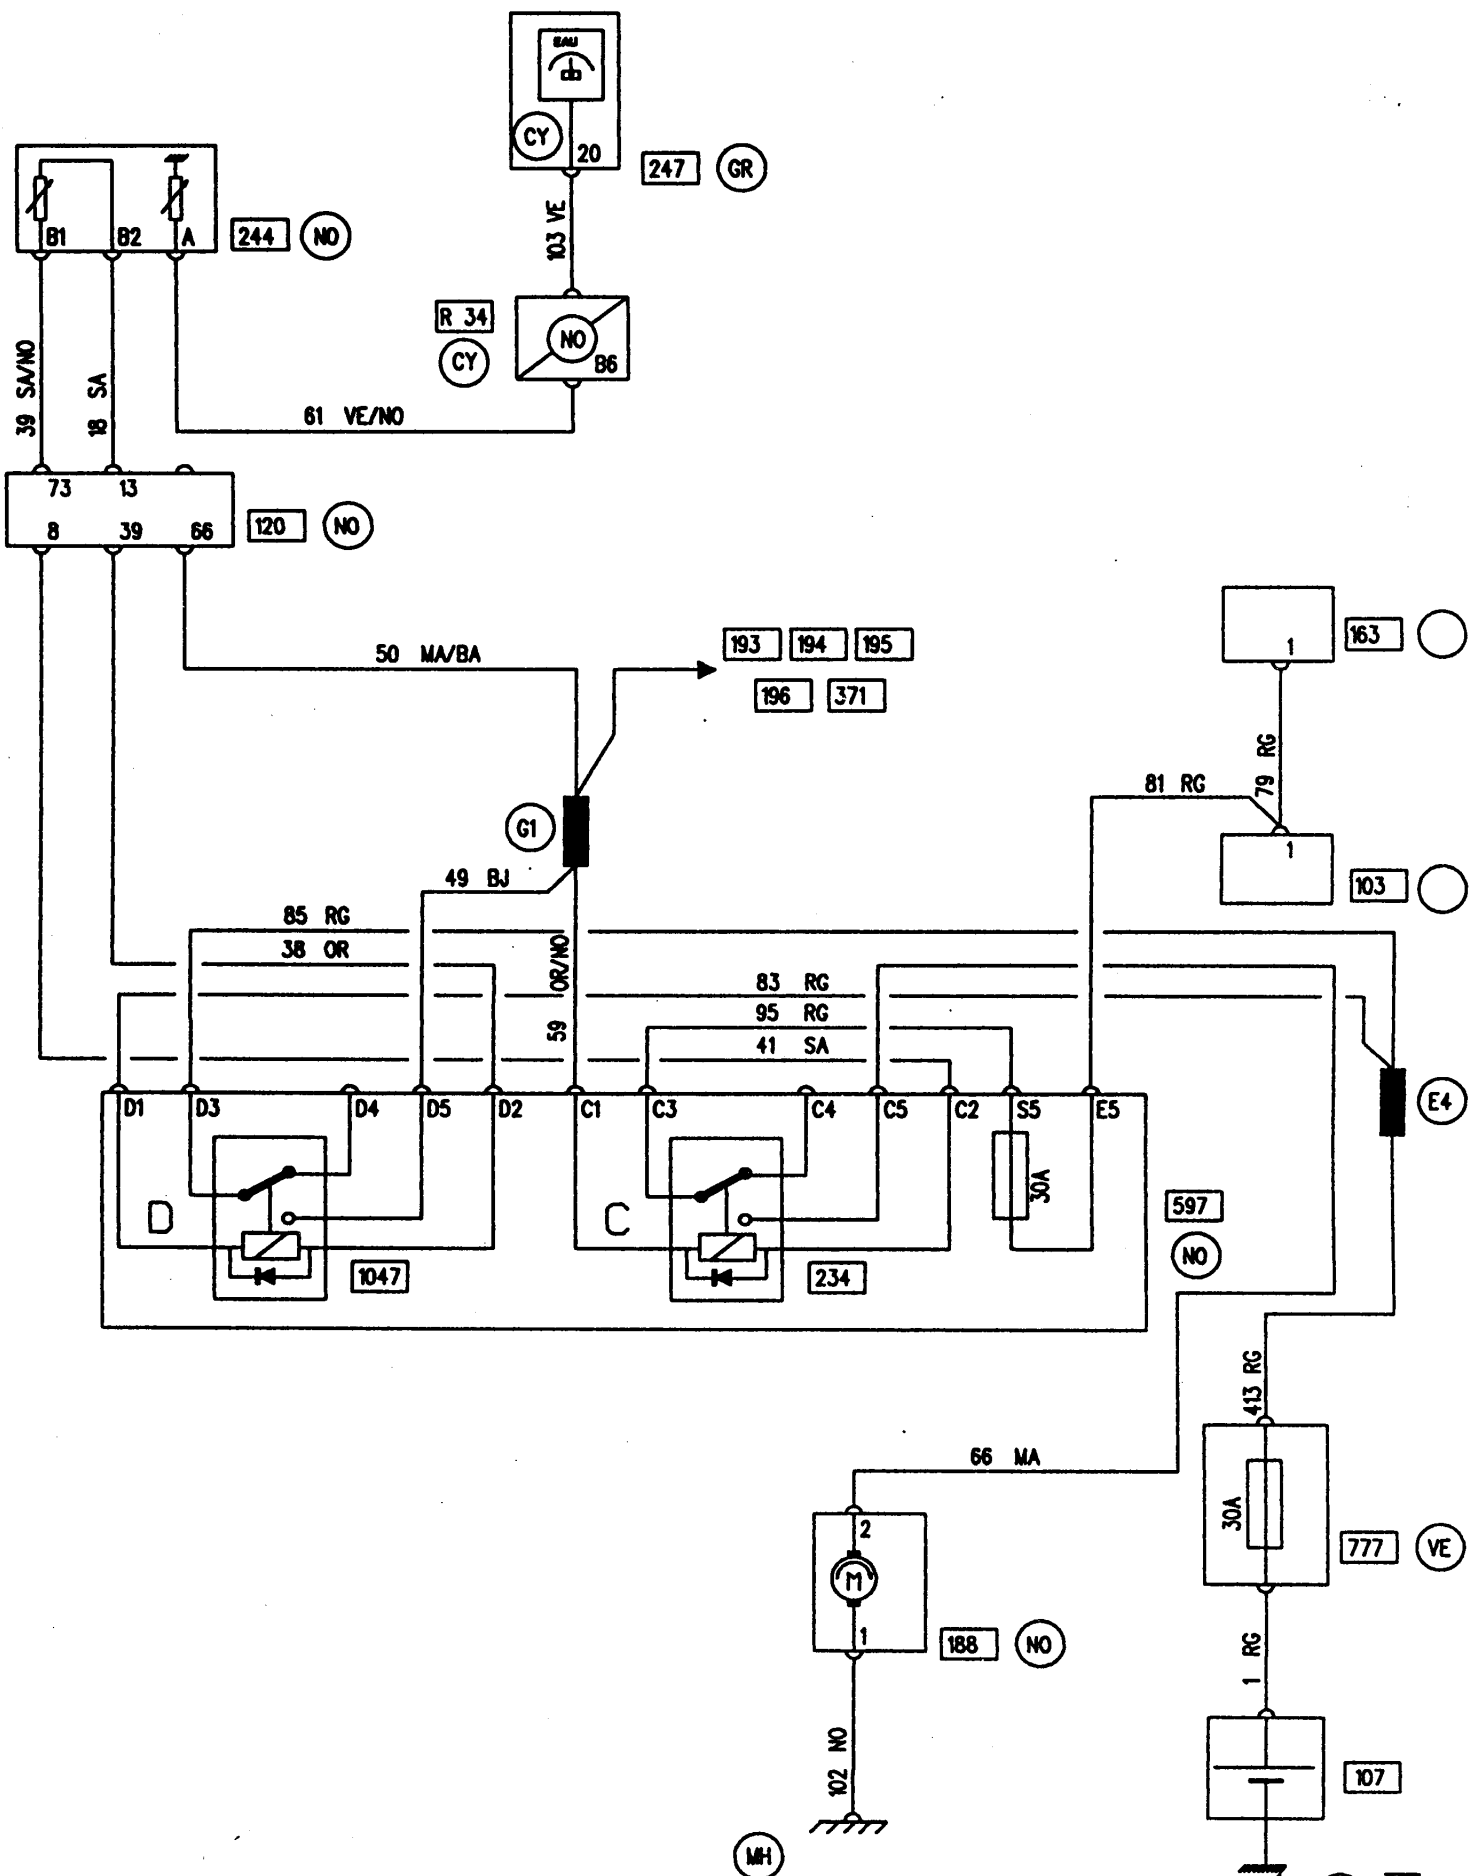 EAU
CY
20
247
GR
B1
B2
A
244
NO
103 VE
R 34
CY
NO
B6
39 SA/NO
18 SA
61 VE/NO
73
13
8
39
66
120
NO
50 MA/BA
193
194
195
196
371
1
163
79 RG
81 RG
G1
1
103
49 BJ
85 RG
38 OR
59 OR/NO
83 RG
95 RG
41 SA
D1
D3
D4
D5
D2
C1
C3
C4
C5
C2
S5
E5
E4
D
C
30A
1047
234
597
NO
413 RG
66 MA
30A
777
VE
2
M
1
188
NO
1 RG
102 NO
107
MH